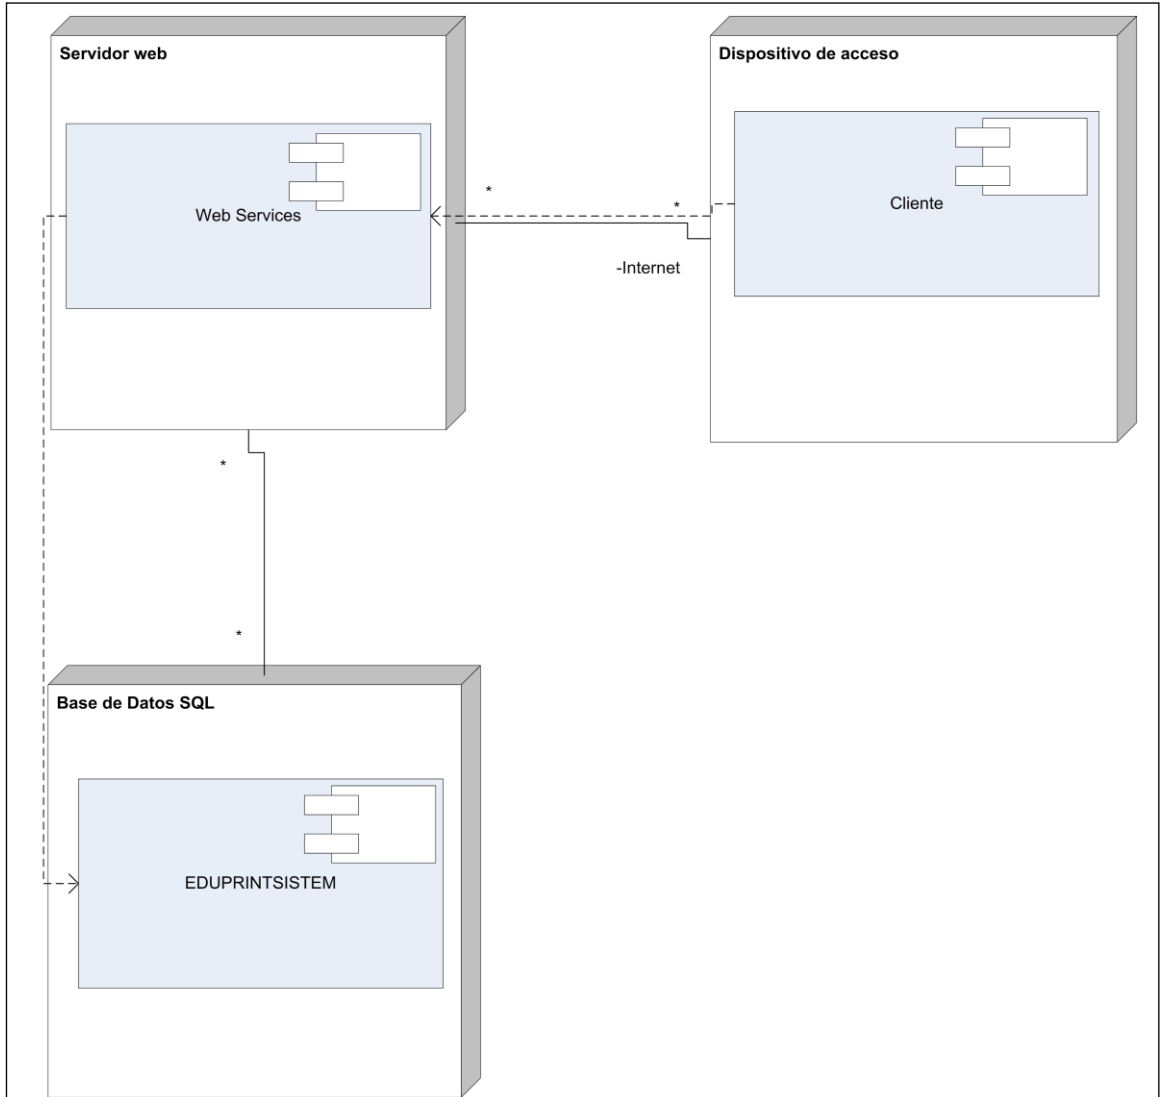 Servidor web
Dispositivo de acceso
Web Services
Cliente
*
*
-Internet
*
*
Base de Datos SQL
EDUPRINTSISTEM